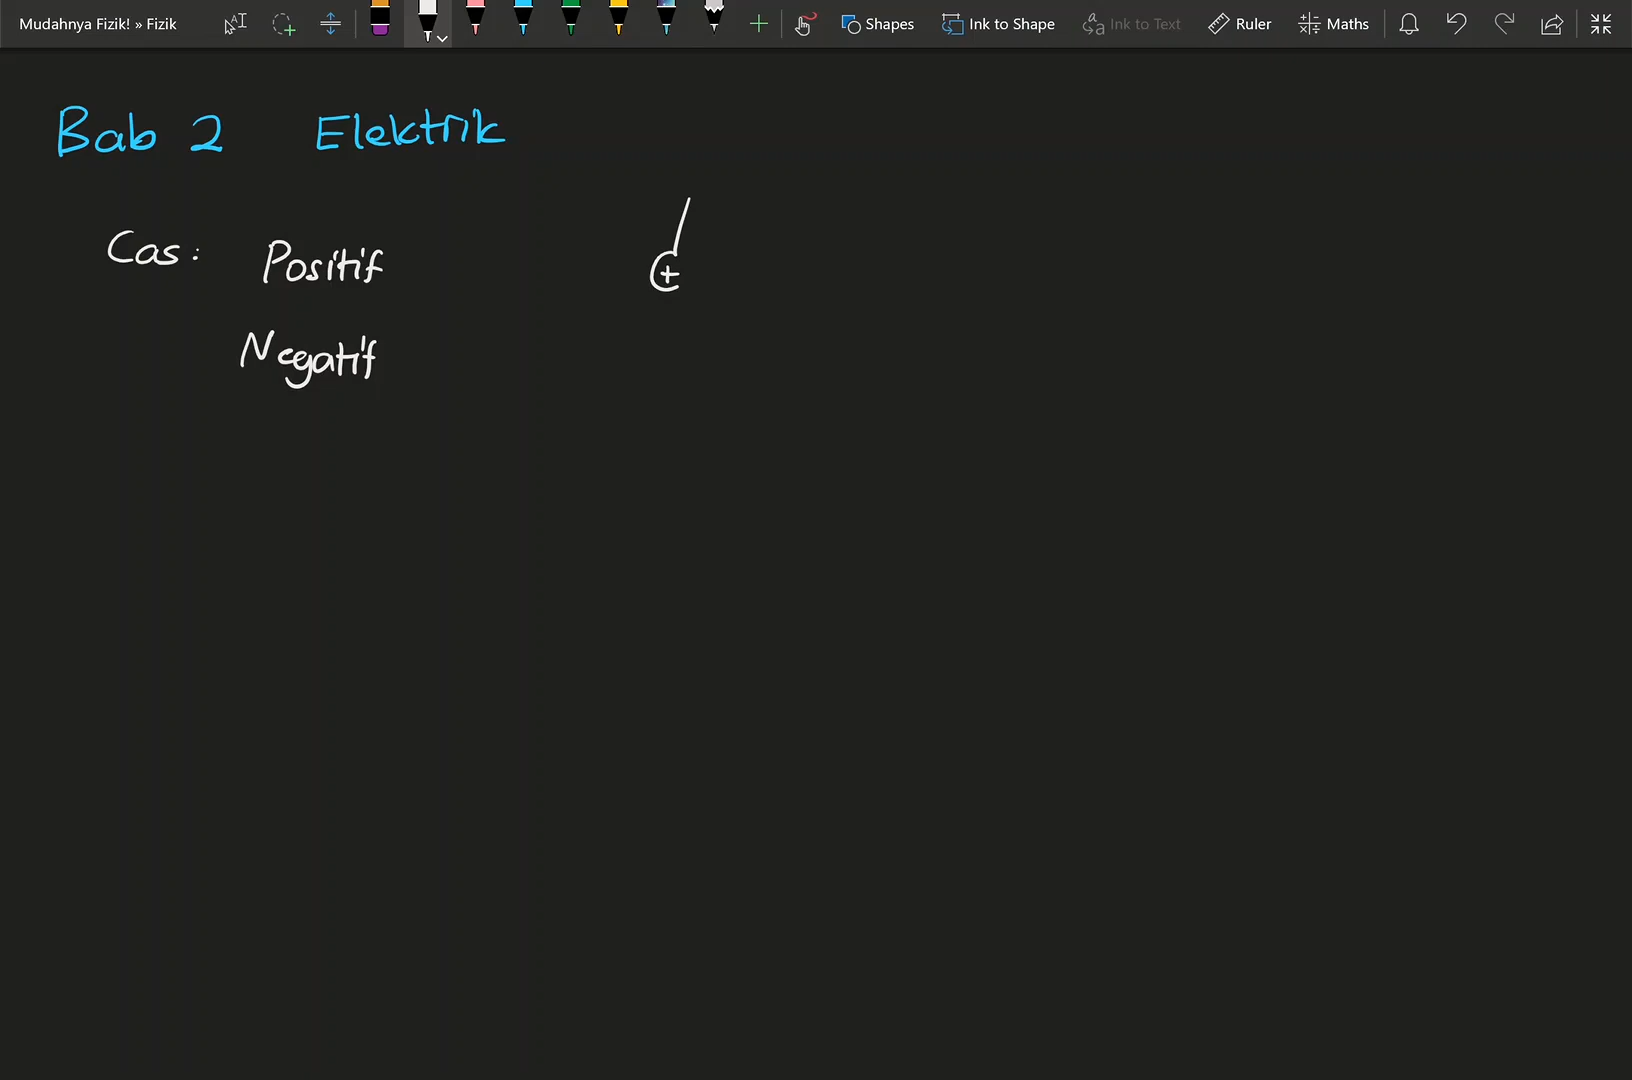 Mudahnya Fizik! » Fizik Shapes Ink to Shape Ink to Text Ruler Maths
Bab 2 Elektrik
Cas: Positif
+
Negatif